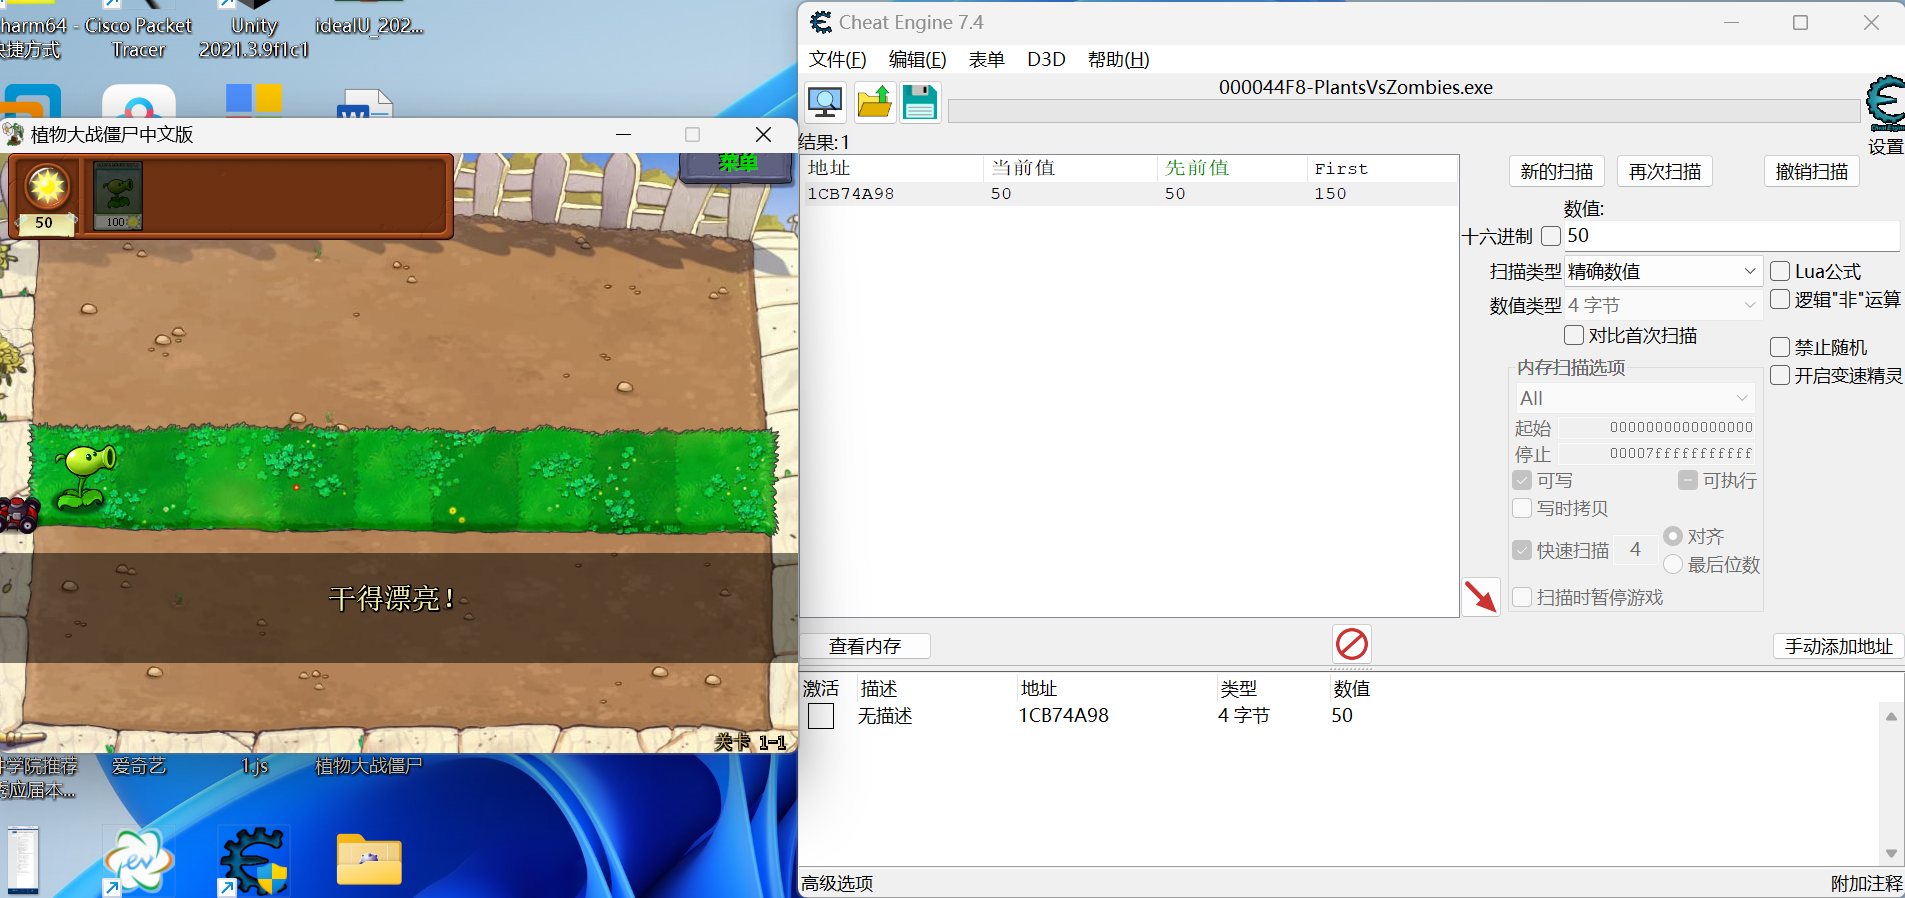 harm64 -
快捷方式
Cisco Packet
Tracer
Unity
2021.3.9f1c1
idealU_202...
植物大战僵尸中文版
50
100
菜单
干得漂亮!
关卡 1-1
学院推荐
秀应届本...
爱奇艺
1.js
植物大战僵尸
Cheat Engine 7.4
文件(F) 编辑(E) 表单 D3D 帮助(H)
000044F8-PlantsVsZombies.exe
设置
结果: 1
地址 当前值 先前值 First
1CB74A98 50 50 150
新的扫描 再次扫描 撤销扫描
数值:
十六进制 50
扫描类型 精确数值
Lua公式
数值类型 4 字节
逻辑"非"运算
对比首次扫描
禁止随机
开启变速精灵
内存扫描选项
All
起始 0000000000000000
停止 00007fffffffffff
可写 可执行
写时拷贝
快速扫描 4 对齐
最后位数
扫描时暂停游戏
查看内存
手动添加地址
激活 描述 地址 类型 数值
无描述 1CB74A98 4 字节 50
高级选项
附加注释